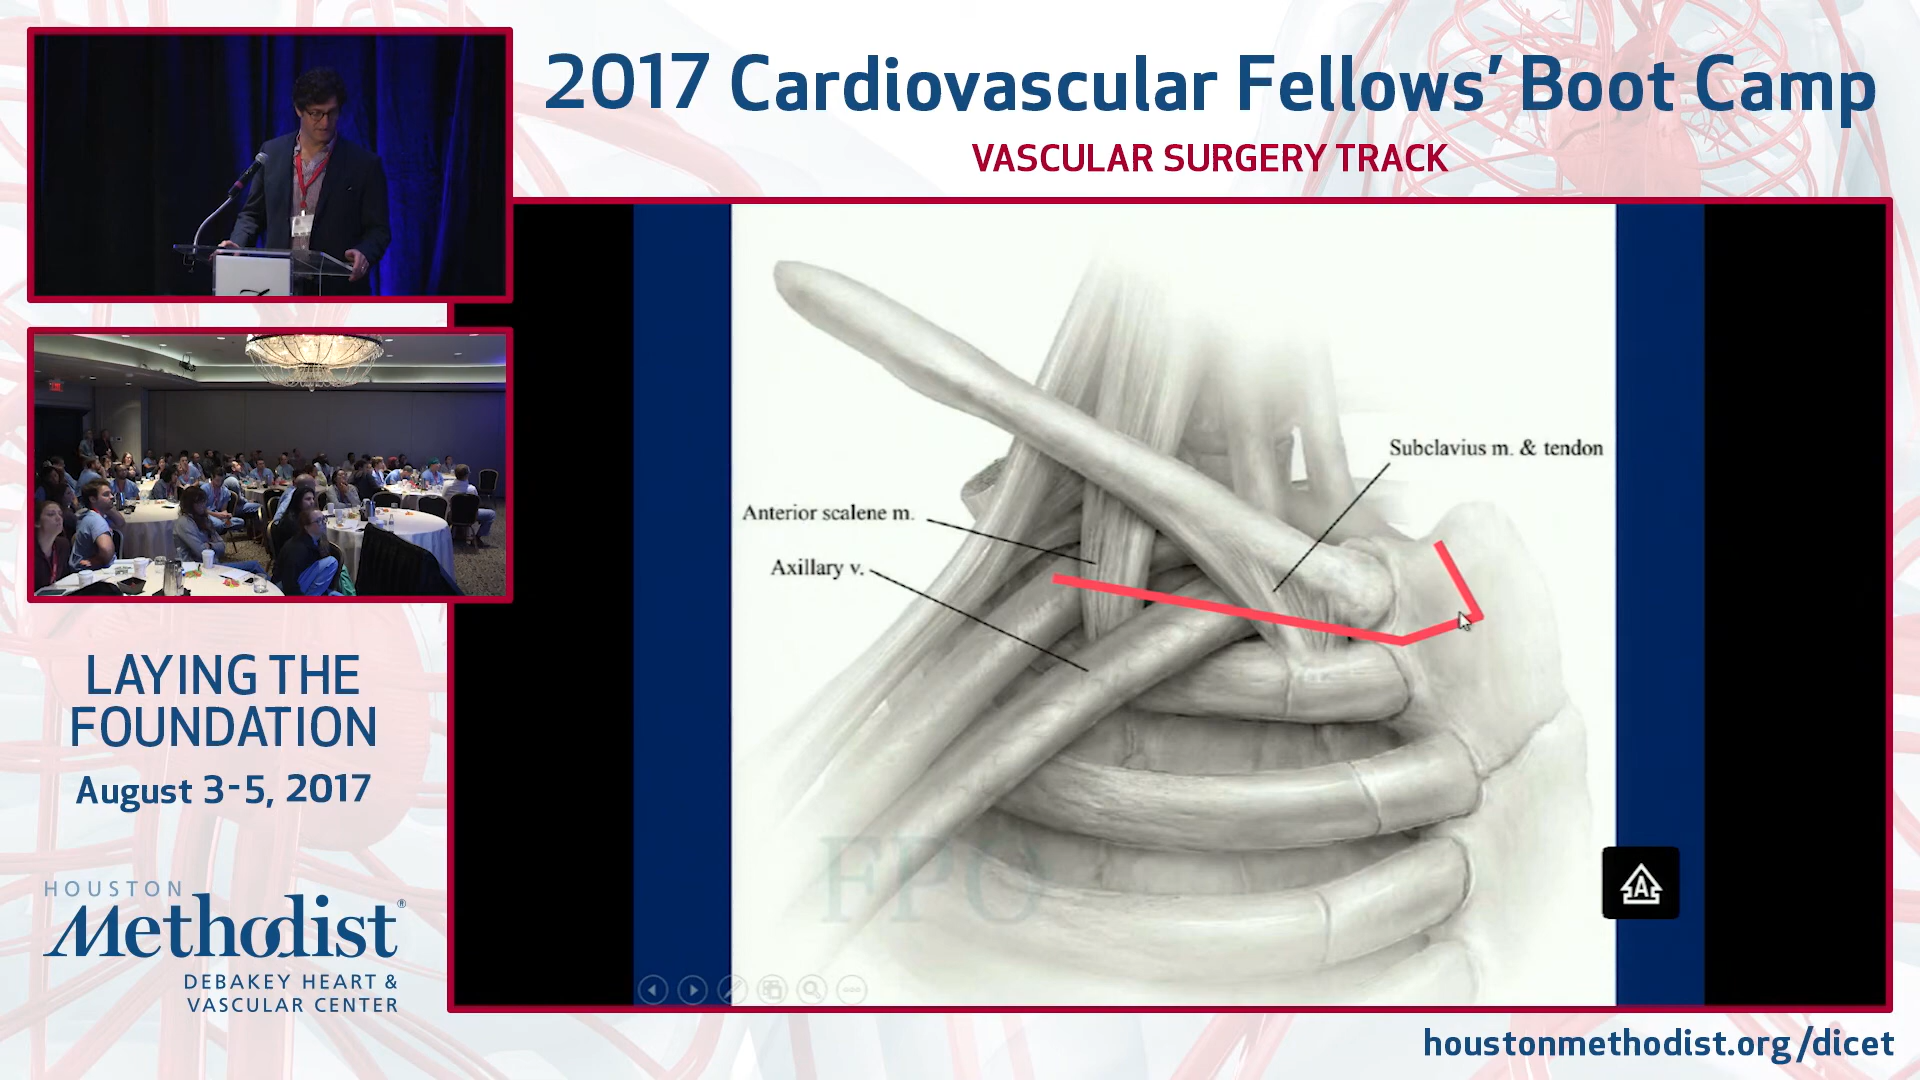 2017 Cardiovascular Fellows’ Boot Camp
VASCULAR SURGERY TRACK
Subclavius m. & tendon
Anterior scalene m.
Axillary v.
FPO
A
LAYING THE
FOUNDATION
August 3-5, 2017
HOUSTON
Methodist®
DEBAKEY HEART &
VASCULAR CENTER
houstonmethodist.org/dicet